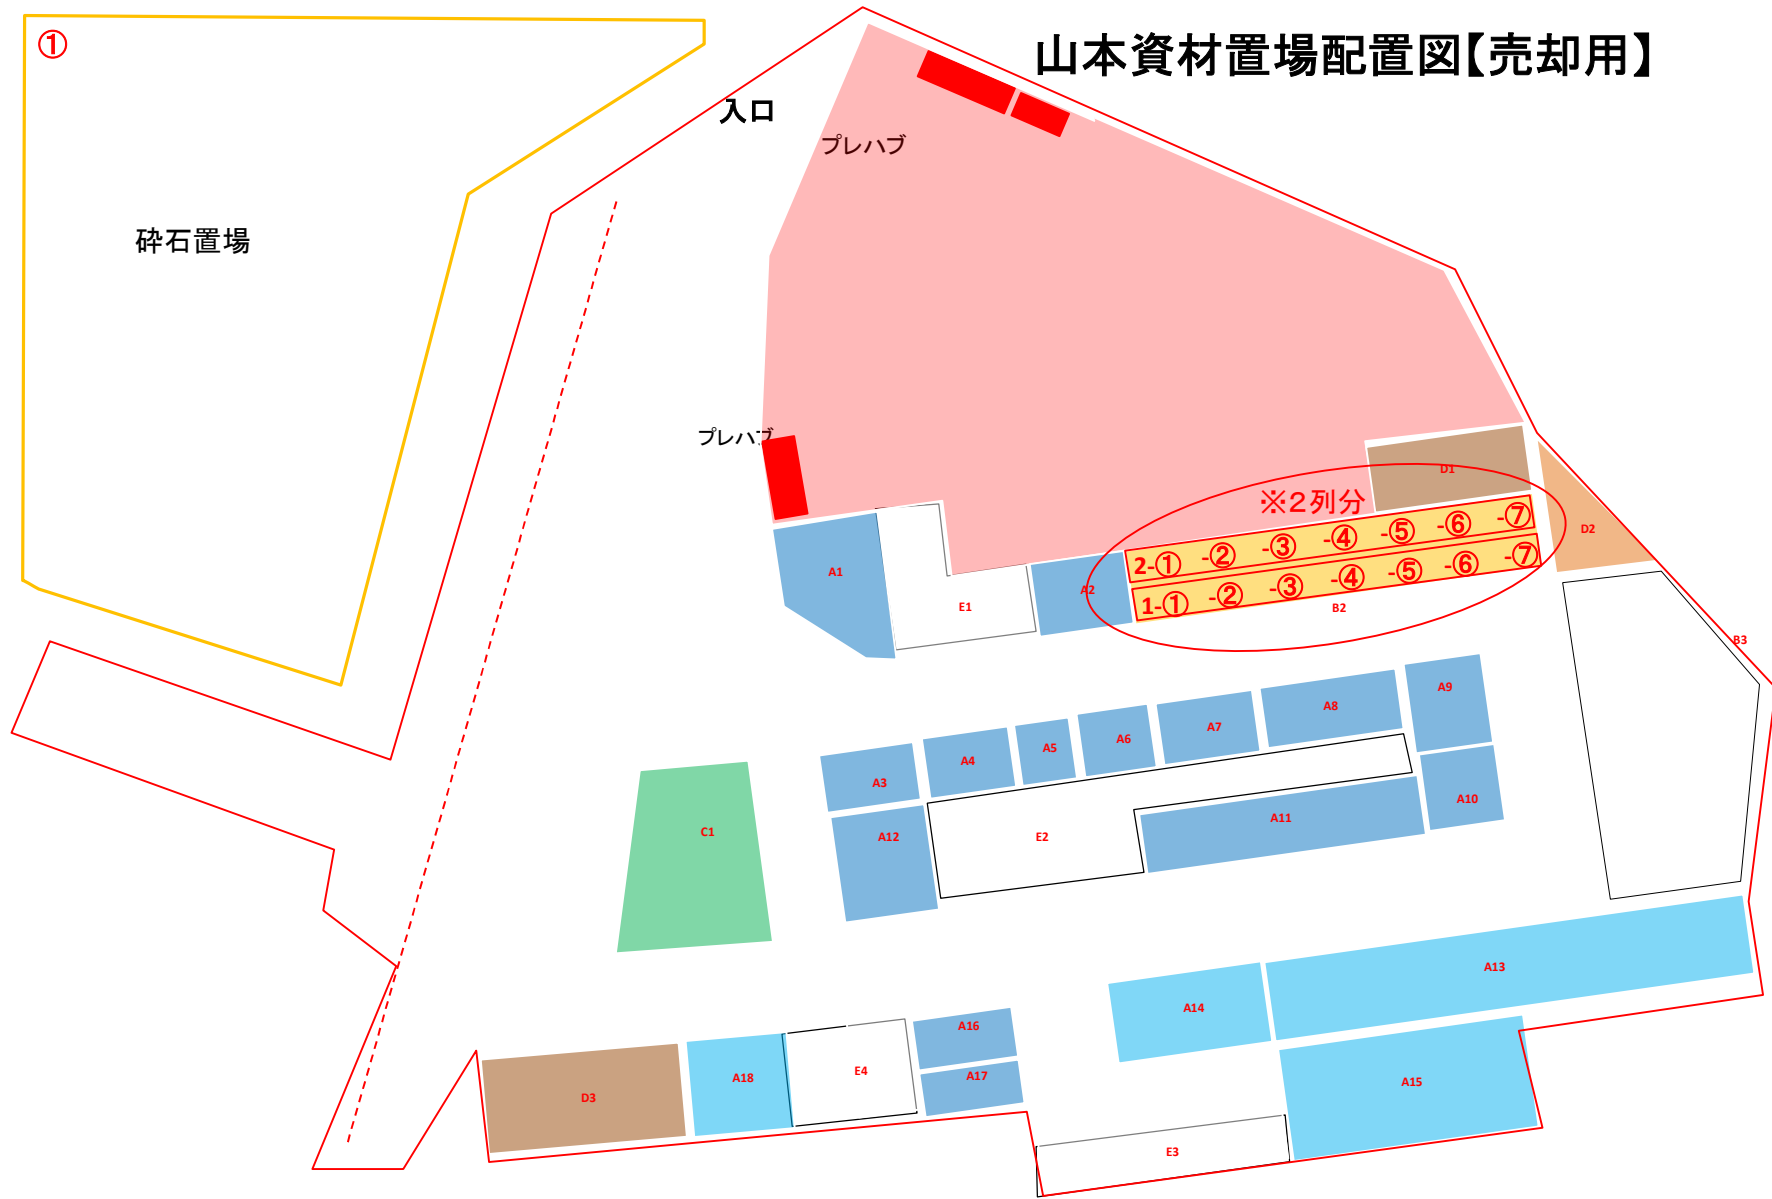 山本資材置場配置図【売却用】
①
入口
プレハブ
砕石置場
プレハブ
D1
※２列分
2-① -② -③ -④ -⑤ -⑥ -⑦
1-① -② -③ -④ -⑤ -⑥ -⑦
D2
A1
A2
E1
B2
B3
A9
A8
A7
A6
A5
A4
A3
A10
A11
A12
E2
C1
A13
A14
A15
A16
A17
E4
A18
D3
E3